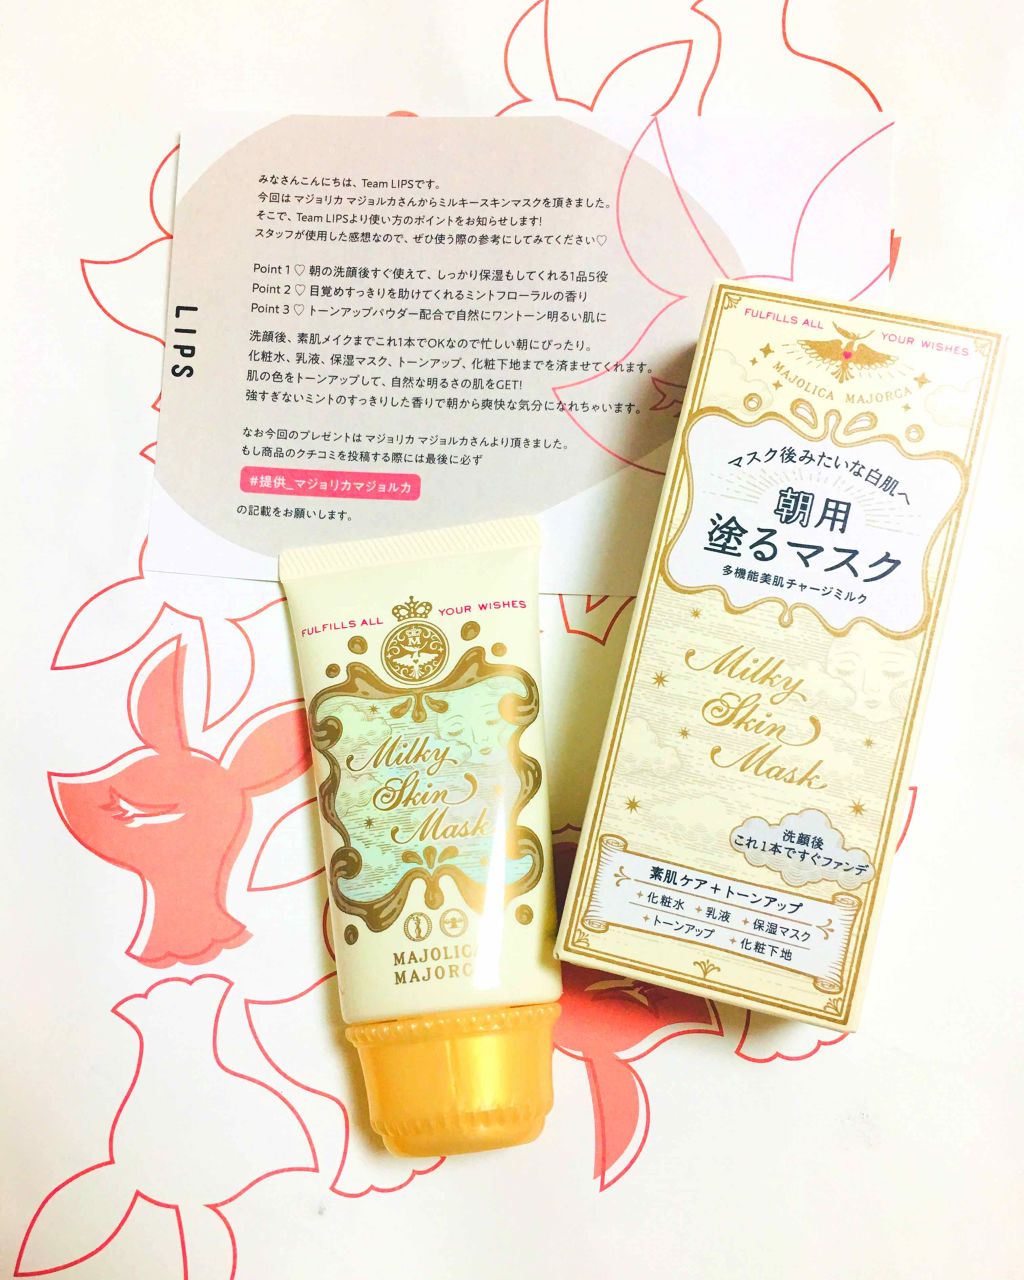 みなさんこんにちは、Team LIPSです。
今回は マジョリカ マジョルカさんからミルキースキンマスクを頂きました。
そこで、Team LIPSより使い方のポイントをお知らせします!
スタッフが使用した感想なので、ぜひ使う際の参考にしてみてください♡
Point 1 ♡ 朝の洗顔後すぐ使えて、しっかり保湿もしてくれる1品5役
Point 2 ♡ 目覚めすっきりを助けてくれるミントフローラルの香り
Point 3 ♡ トーンアップパウダー配合で自然にワントーン明るい肌に
洗顔後、素肌メイクまでこれ1本でOKなので忙しい朝にぴったり。
化粧水、乳液、保湿マスク、トーンアップ、化粧下地までを済ませてくれます。
肌の色をトーンアップして、自然な明るさの肌をGET!
強すぎないミントのすっきりした香りで朝から爽快な気分になれちゃいます。
なお今回のプレゼントは マジョリカ マジョルカさんより頂きました。
もし商品のクチコミを投稿する際には最後に必ず
#提供_マジョリカマジョルカ
の記載をお願いします。
LIPS
FULFILLS ALL YOUR WISHES
MAJOLICA MAJORCA
マスク後みたいな白肌へ
朝用
塗るマスク
多機能美肌チャージミルク
Milky
Skin
Mask
洗顔後
これ1本ですぐファンデ
素肌ケア+トーンアップ
化粧水 乳液 保湿マスク
トーンアップ 化粧下地
FULFILLS ALL YOUR WISHES
M
Milky
Skin
Mask
MAJOLICA
MAJORC